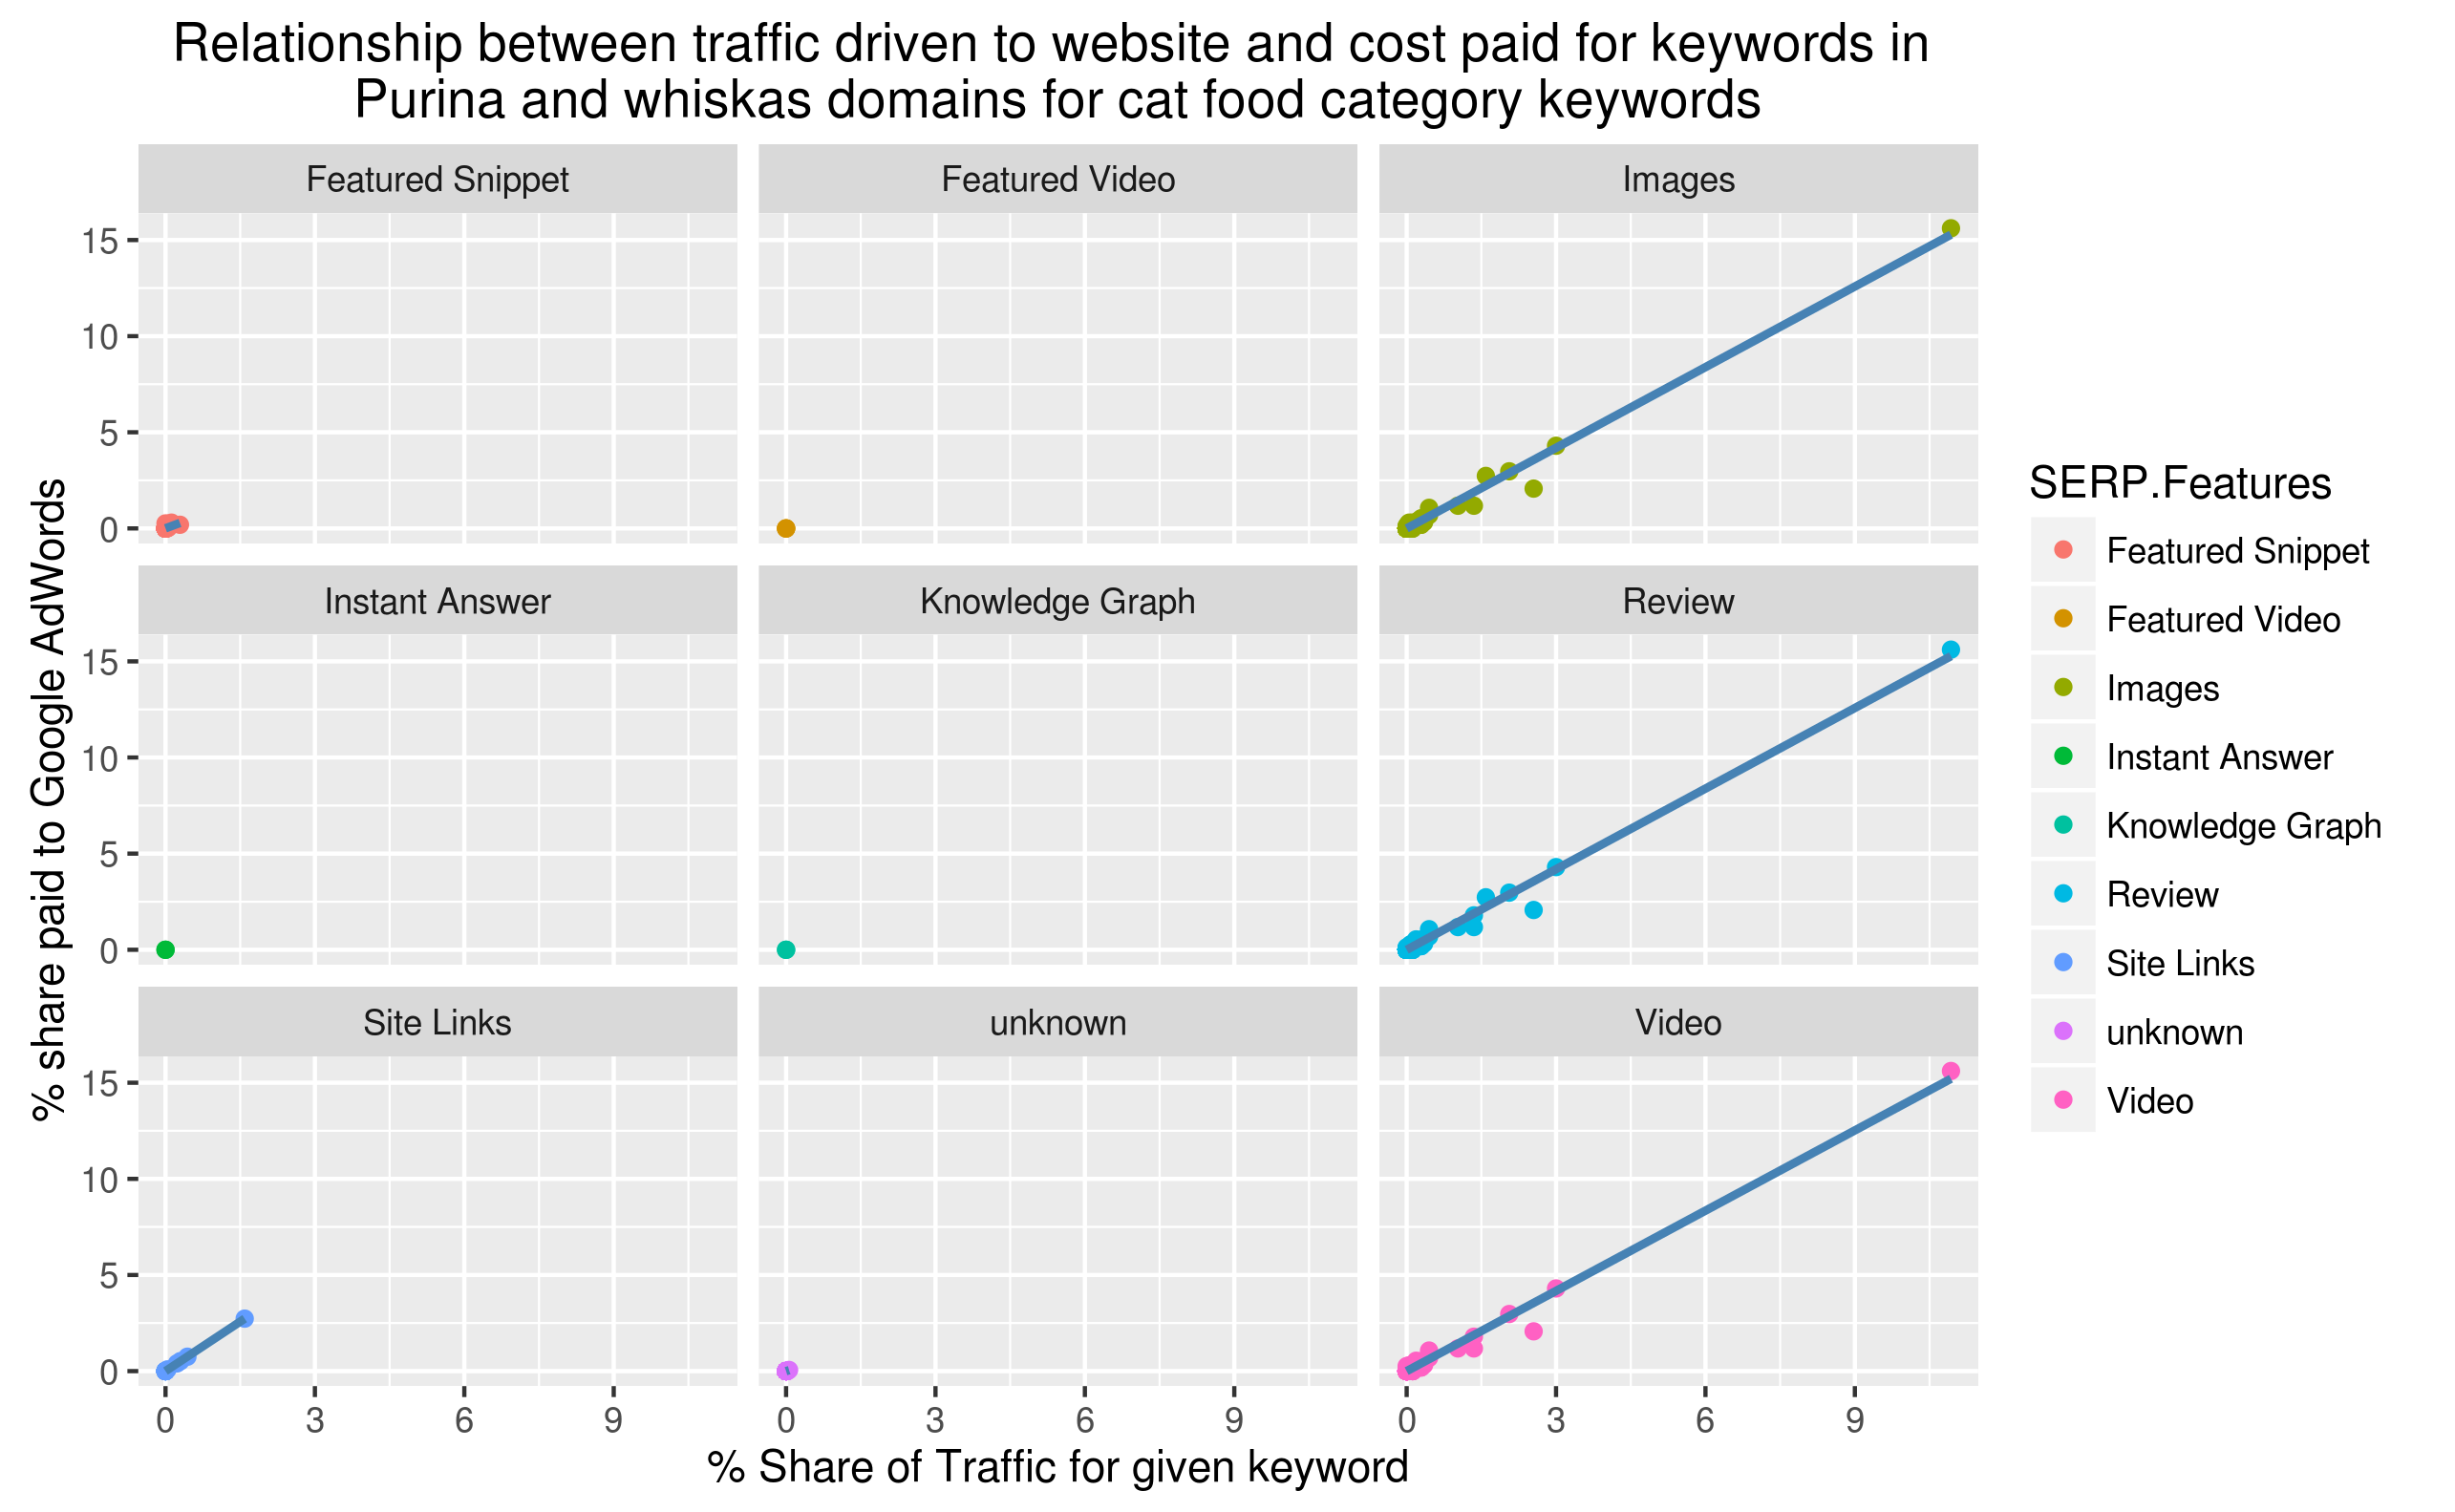 Relationship between traffic driven to website and cost paid for keywords in
Purina and whiskas domains for cat food category keywords
Featured Snippet
Featured Video
Images
15
10
5
0
Instant Answer
Knowledge Graph
Review
15
10
5
0
Site Links
unknown
Video
15
10
5
0
0 3 6 9
0 3 6 9
0 3 6 9
% share paid to Google AdWords
% Share of Traffic for given keyword
SERP.Features
Featured Snippet
Featured Video
Images
Instant Answer
Knowledge Graph
Review
Site Links
unknown
Video